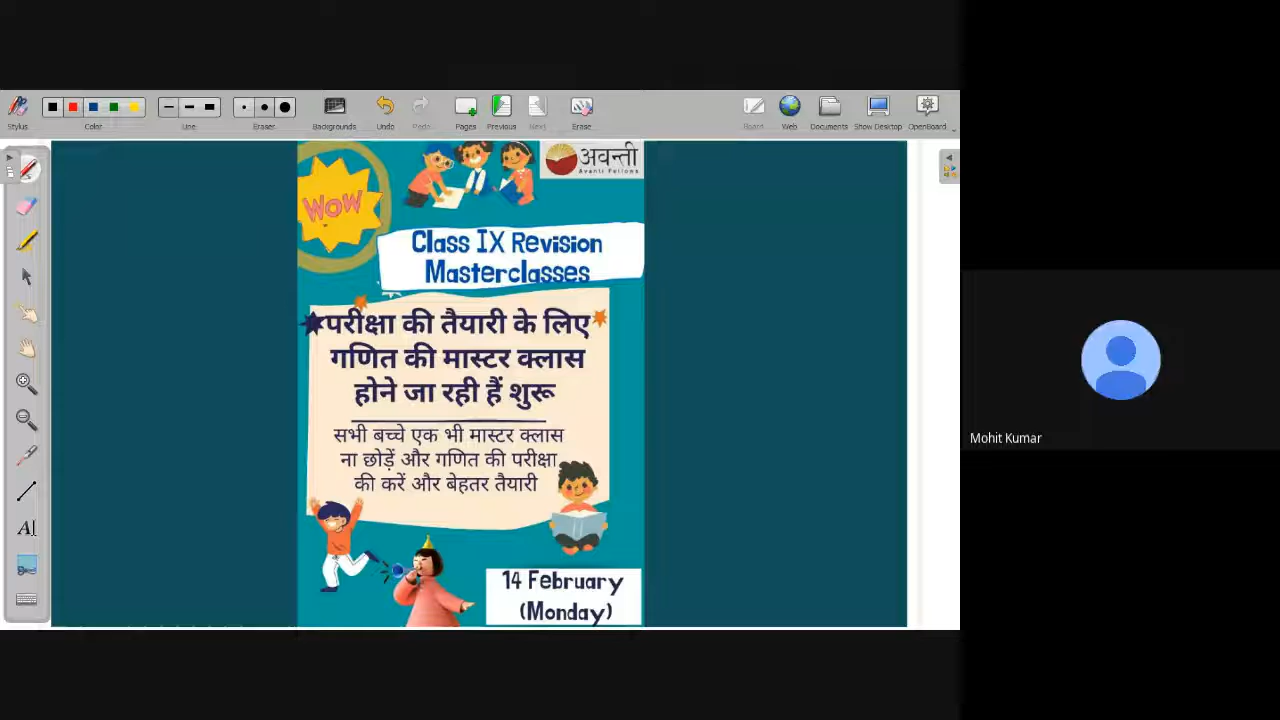 Stylus
Color
Line
Eraser
Backgrounds
Undo
Redo
Pages
Previous
Next
Erase
Board
Web
Documents
Show Desktop
OpenBoard
WOW
अवन्ती
Avanti Fellows
Class IX Revision
Masterclasses
परीक्षा की तैयारी के लिए
गणित की मास्टर क्लास
होने जा रही हैं शुरू
सभी बच्चे एक भी मास्टर क्लास
ना छोड़ें और गणित की परीक्षा
की करें और बेहतर तैयारी
14 February
(Monday)
A
Mohit Kumar